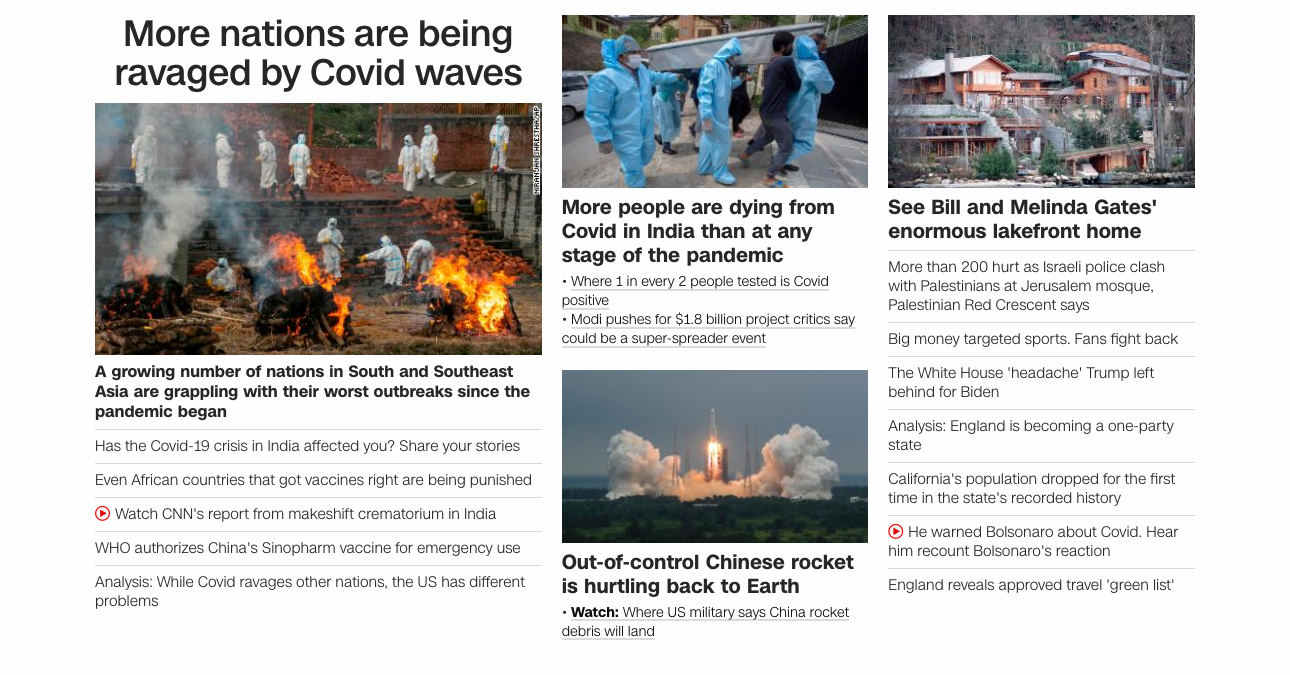 More nations are being
ravaged by Covid waves
NIRANJAN SHRESTHA/AP
A growing number of nations in South and Southeast
Asia are grappling with their worst outbreaks since the
pandemic began
Has the Covid-19 crisis in India affected you? Share your stories
Even African countries that got vaccines right are being punished
Watch CNN's report from makeshift crematorium in India
WHO authorizes China's Sinopharm vaccine for emergency use
Analysis: While Covid ravages other nations, the US has different
problems
More people are dying from
Covid in India than at any
stage of the pandemic
• Where 1 in every 2 people tested is Covid
positive
• Modi pushes for $1.8 billion project critics say
could be a super-spreader event
Out-of-control Chinese rocket
is hurtling back to Earth
• Watch: Where US military says China rocket
debris will land
See Bill and Melinda Gates'
enormous lakefront home
More than 200 hurt as Israeli police clash
with Palestinians at Jerusalem mosque,
Palestinian Red Crescent says
Big money targeted sports. Fans fight back
The White House 'headache' Trump left
behind for Biden
Analysis: England is becoming a one-party
state
California's population dropped for the first
time in the state's recorded history
He warned Bolsonaro about Covid. Hear
him recount Bolsonaro's reaction
England reveals approved travel 'green list'